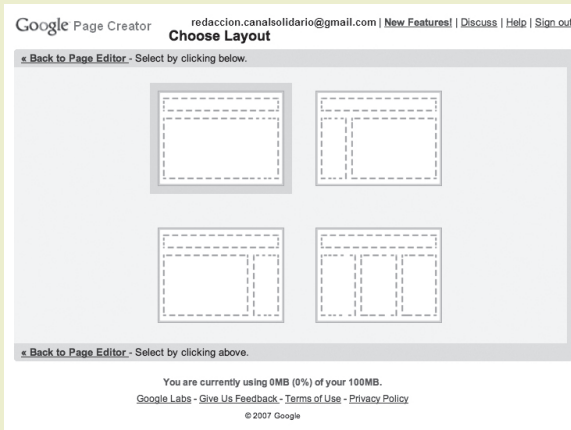 Google Page Creator
redaccion.canalsolidario@gmail.com | New Features! | Discuss | Help | Sign out
Choose Layout
« Back to Page Editor - Select by clicking below.
« Back to Page Editor - Select by clicking above.
You are currently using 0MB (0%) of your 100MB.
Google Labs - Give Us Feedback - Terms of Use - Privacy Policy
© 2007 Google